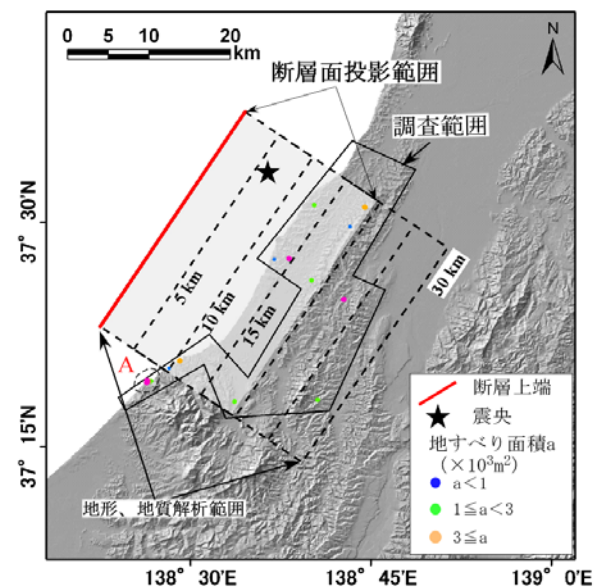 0 5 10 20
km
N
断層面投影範囲
調査範囲
37° 30'N
5 km
10 km
15 km
30 km
A
断層上端
震央
地すべり面積a
(×10³m²)
a<1
1≦a<3
3≦a
37° 15'N
地形、地質解析範囲
138° 30'E
138° 45'E
139° 0'E